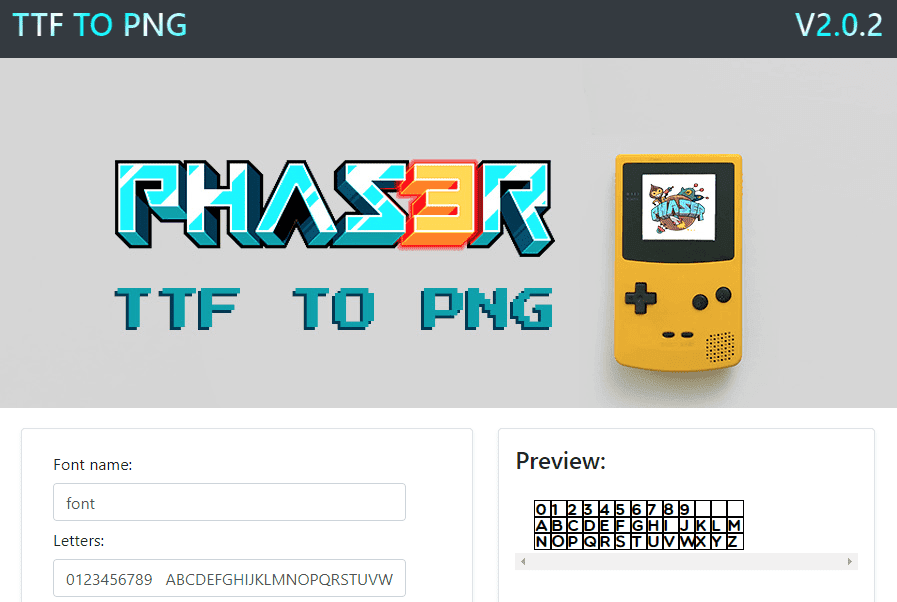 TTF TO PNG
V2.0.2
PHAS3R
PHASER
TTF TO PNG
Font name:
font
Letters:
0123456789 ABCDEFGHIJKLMNOPQRSTUVW
Preview:
0 1 2 3 4 5 6 7 8 9
A B C D E F G H I J K L M
N O P Q R S T U V W X Y Z